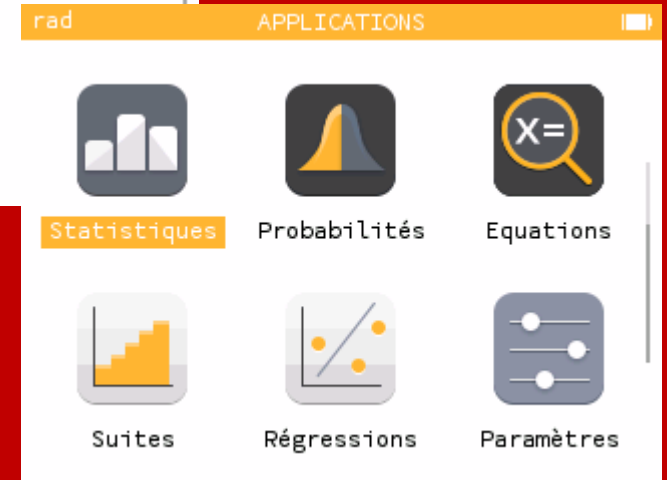 rad APPLICATIONS
X=
Statistiques Probabilités Equations
Suites Régressions Paramètres